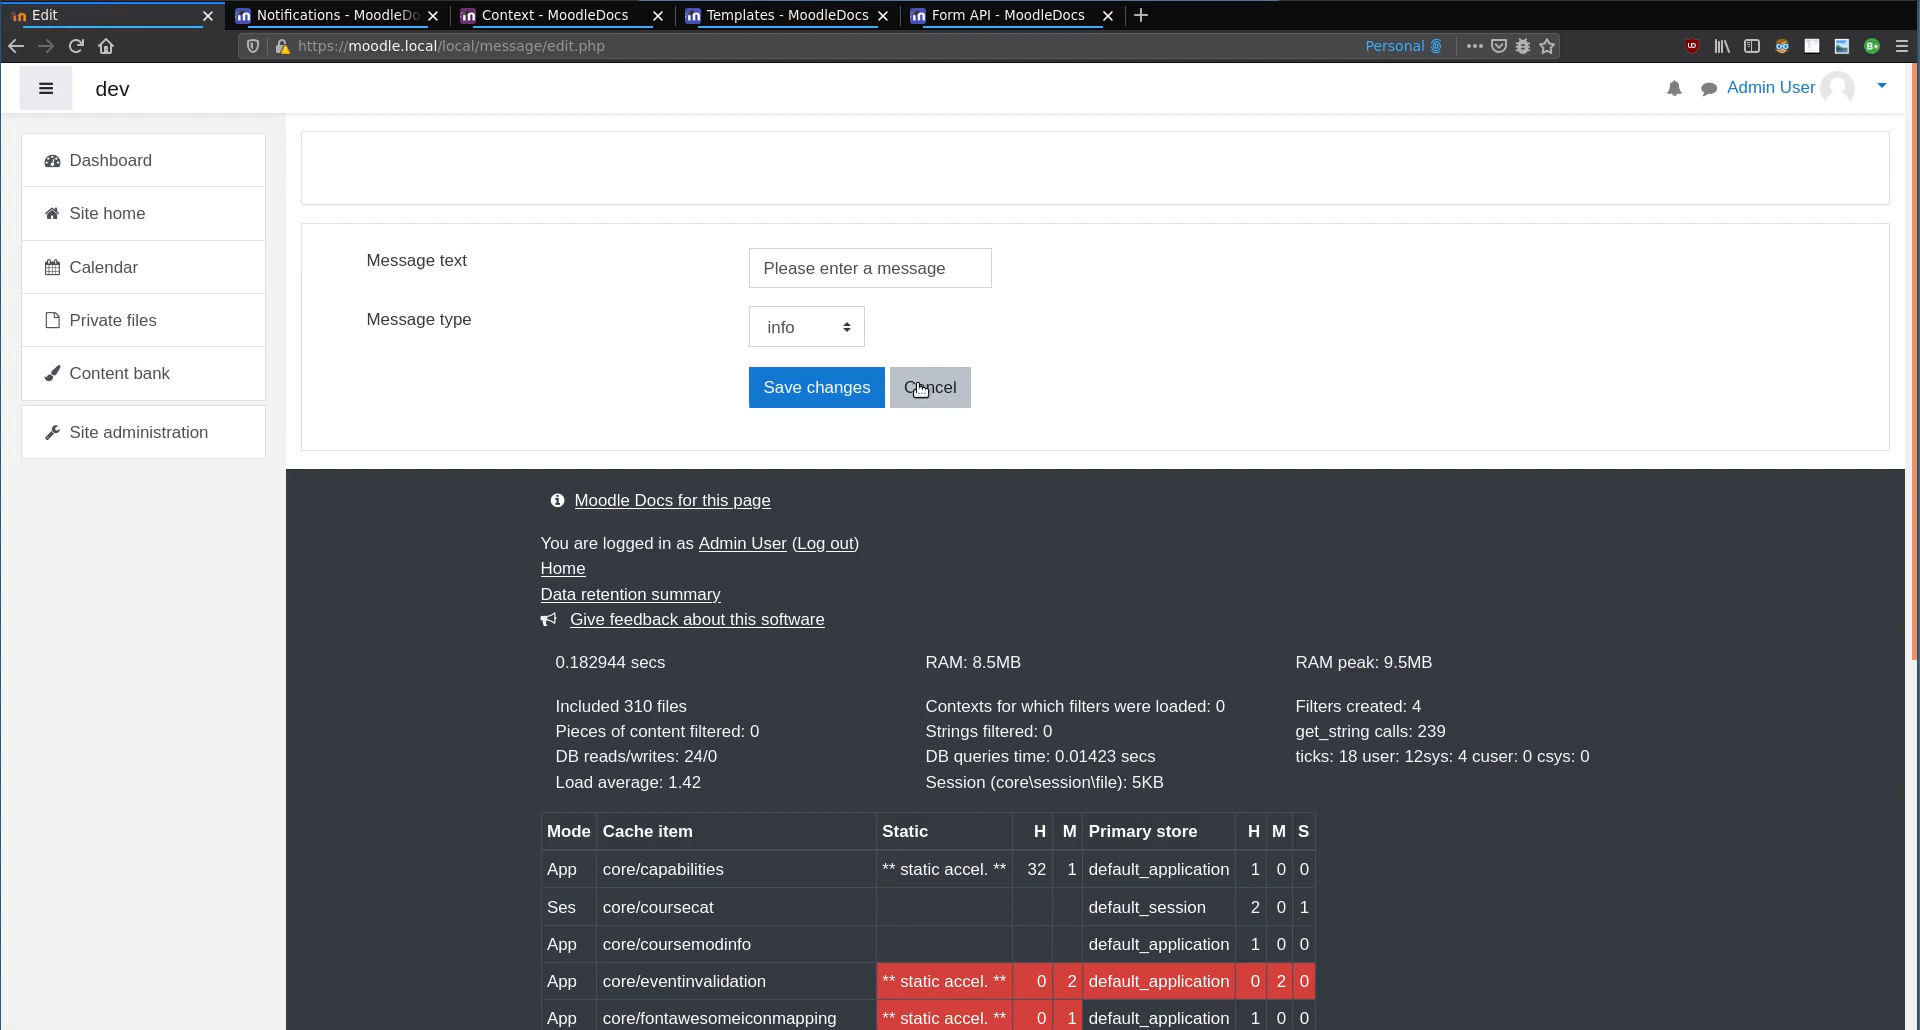 Edit
Notifications - MoodleDo
Context - MoodleDocs
Templates - MoodleDocs
Form API - MoodleDocs
https://moodle.local/local/message/edit.php
Personal
dev
Admin User
Dashboard
Site home
Calendar
Private files
Content bank
Site administration
Message text
Please enter a message
Message type
info
Save changes
Cancel
Moodle Docs for this page
You are logged in as Admin User (Log out)
Home
Data retention summary
Give feedback about this software
0.182944 secs
RAM: 8.5MB
RAM peak: 9.5MB
Included 310 files
Contexts for which filters were loaded: 0
Filters created: 4
Pieces of content filtered: 0
Strings filtered: 0
get_string calls: 239
DB reads/writes: 24/0
DB queries time: 0.01423 secs
ticks: 18 user: 12sys: 4 cuser: 0 csys: 0
Load average: 1.42
Session (core\session\file): 5KB
Mode Cache item Static H M Primary store H M S
App core/capabilities ** static accel. ** 32 1 default_application 1 0 0
Ses core/coursecat default_session 2 0 1
App core/coursemodinfo default_application 1 0 0
App core/eventinvalidation ** static accel. ** 0 2 default_application 0 2 0
App core/fontawesomeiconmapping ** static accel. ** 0 1 default_application 1 0 0